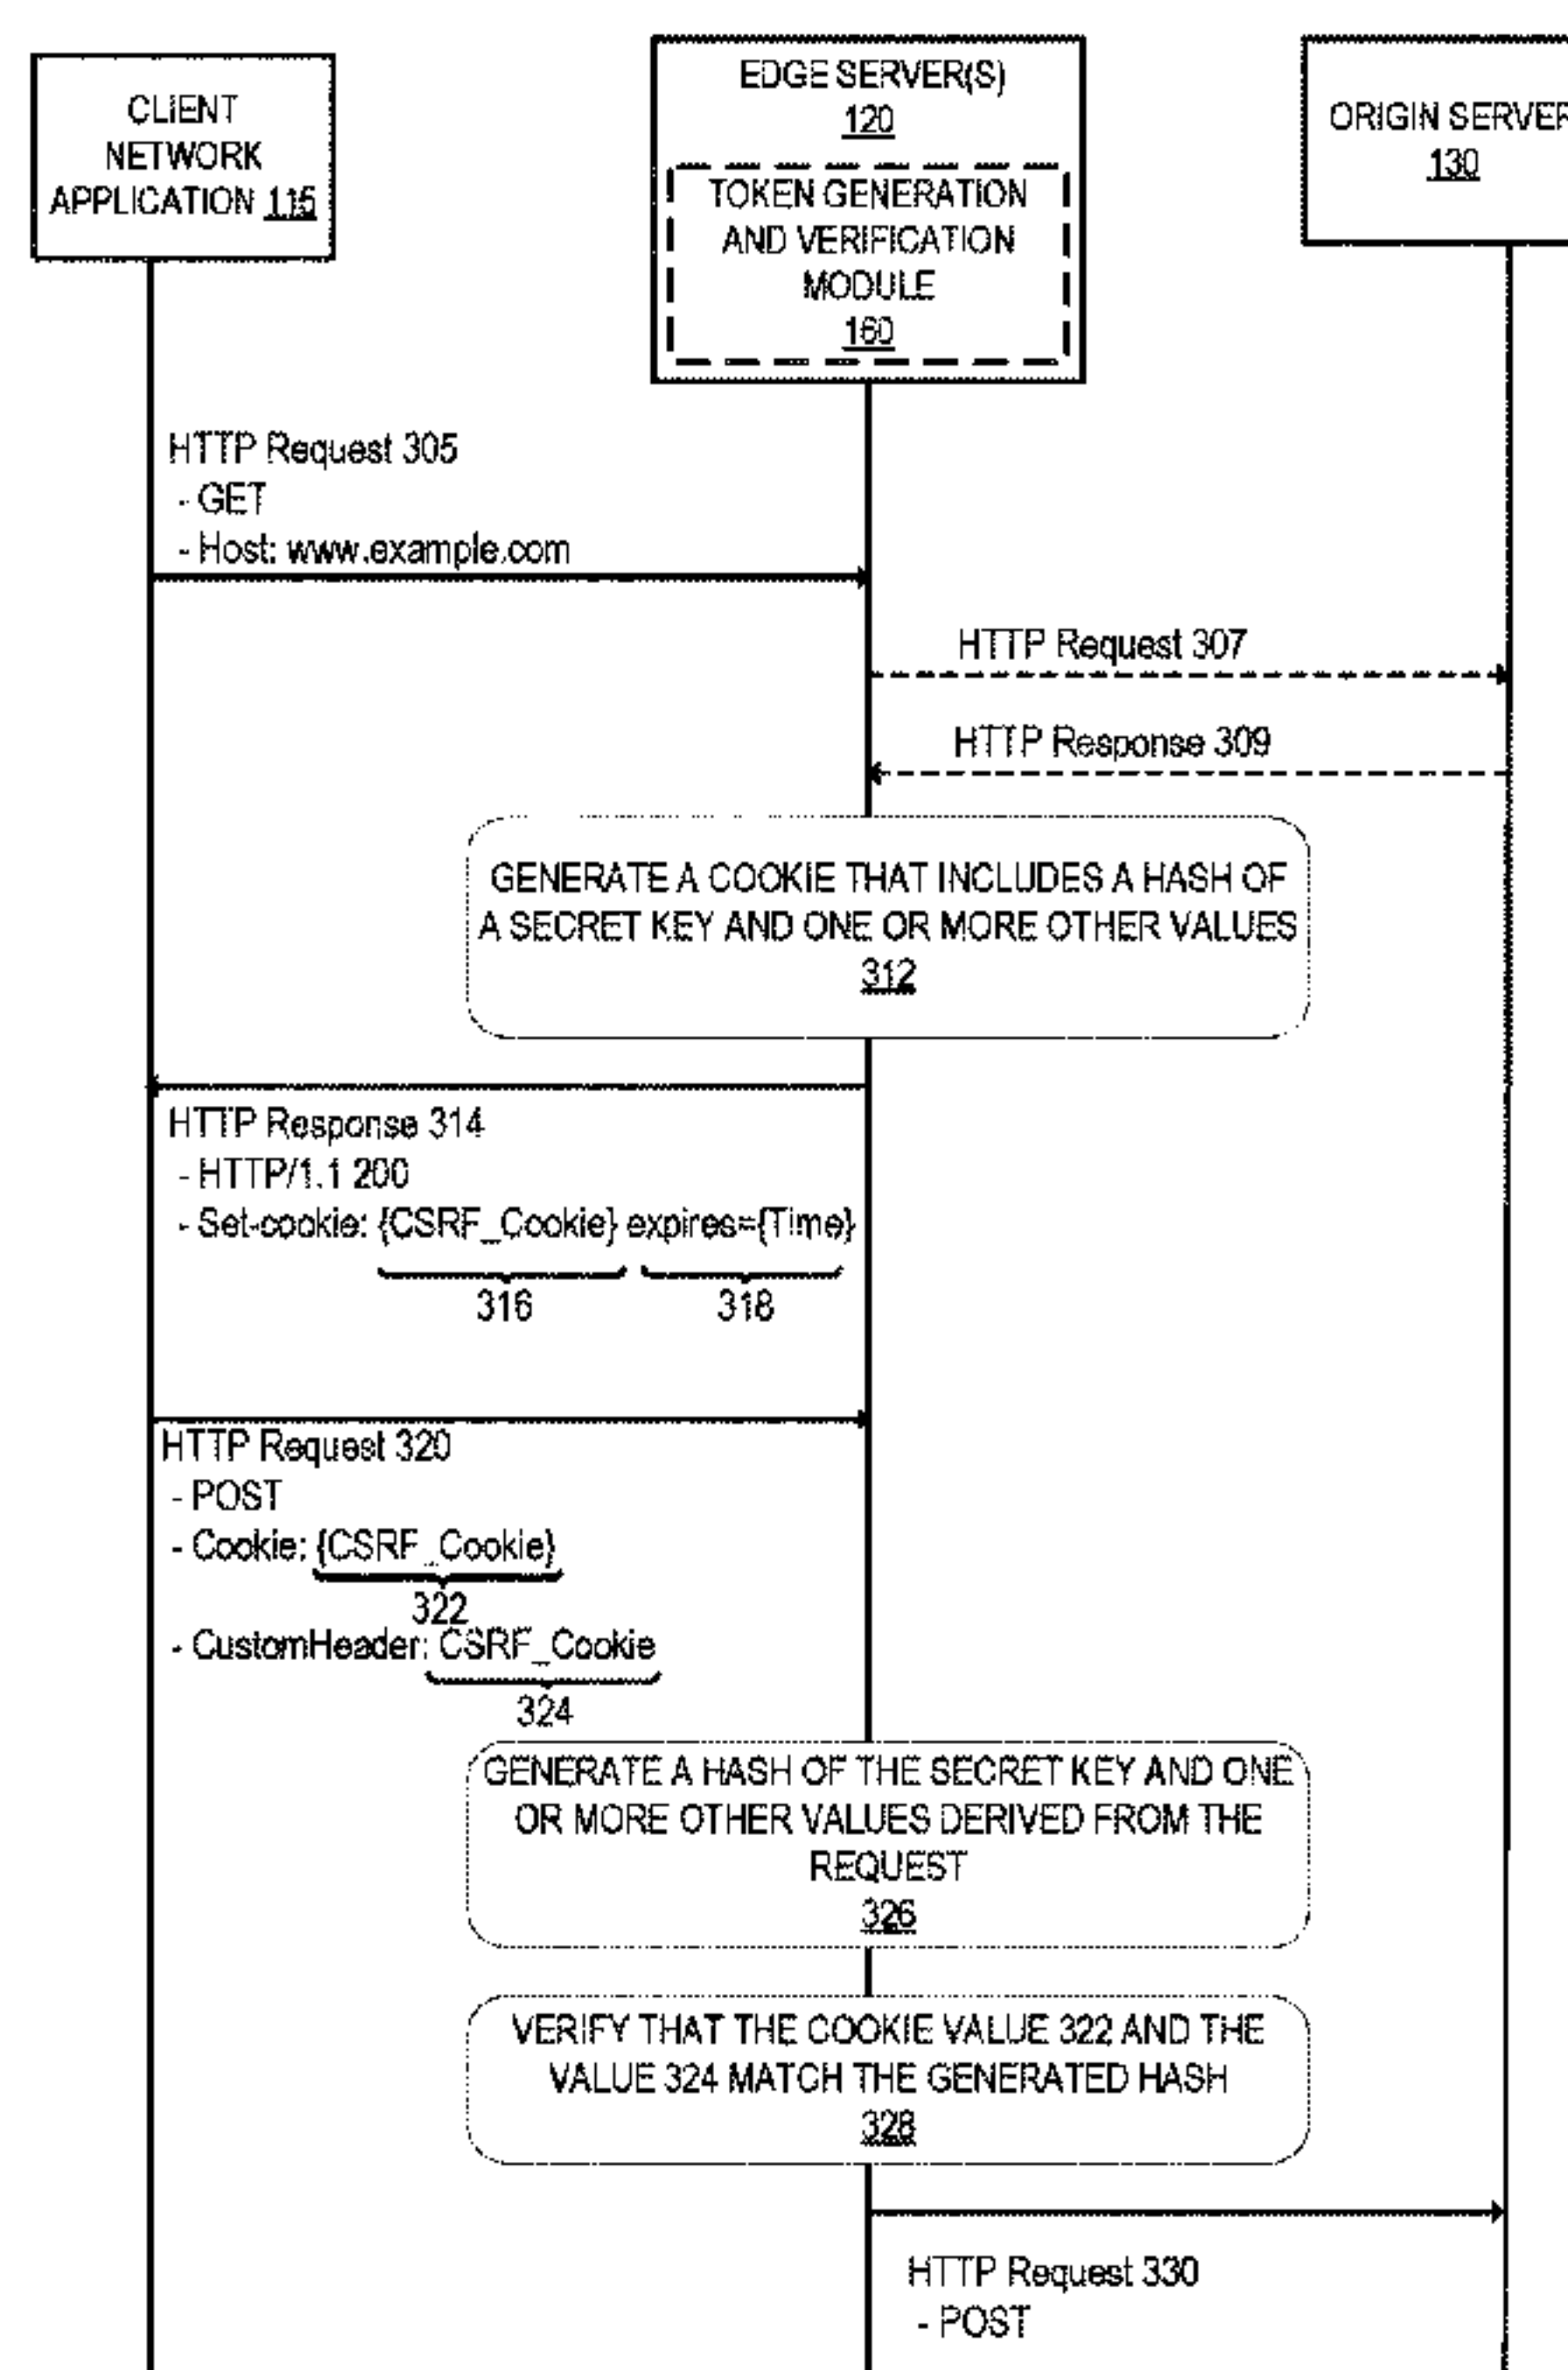 CLIENT
NETWORK
APPLICATION 115
EDGE SERVER(S)
120
TOKEN GENERATION
AND VERIFICATION
MODULE
160
ORIGIN SERVER
130
HTTP Request 305
- GET
- Host: www.example.com
HTTP Request 307
HTTP Response 309
GENERATE A COOKIE THAT INCLUDES A HASH OF
A SECRET KEY AND ONE OR MORE OTHER VALUES
312
HTTP Response 314
- HTTP/1.1 200
- Set-cookie: {CSRF_Cookie} expires={Time}
316
318
HTTP Request 320
- POST
- Cookie: {CSRF_Cookie}
322
- CustomHeader: CSRF_Cookie
324
GENERATE A HASH OF THE SECRET KEY AND ONE
OR MORE OTHER VALUES DERIVED FROM THE
REQUEST
326
VERIFY THAT THE COOKIE VALUE 322 AND THE
VALUE 324 MATCH THE GENERATED HASH
328
HTTP Request 330
- POST